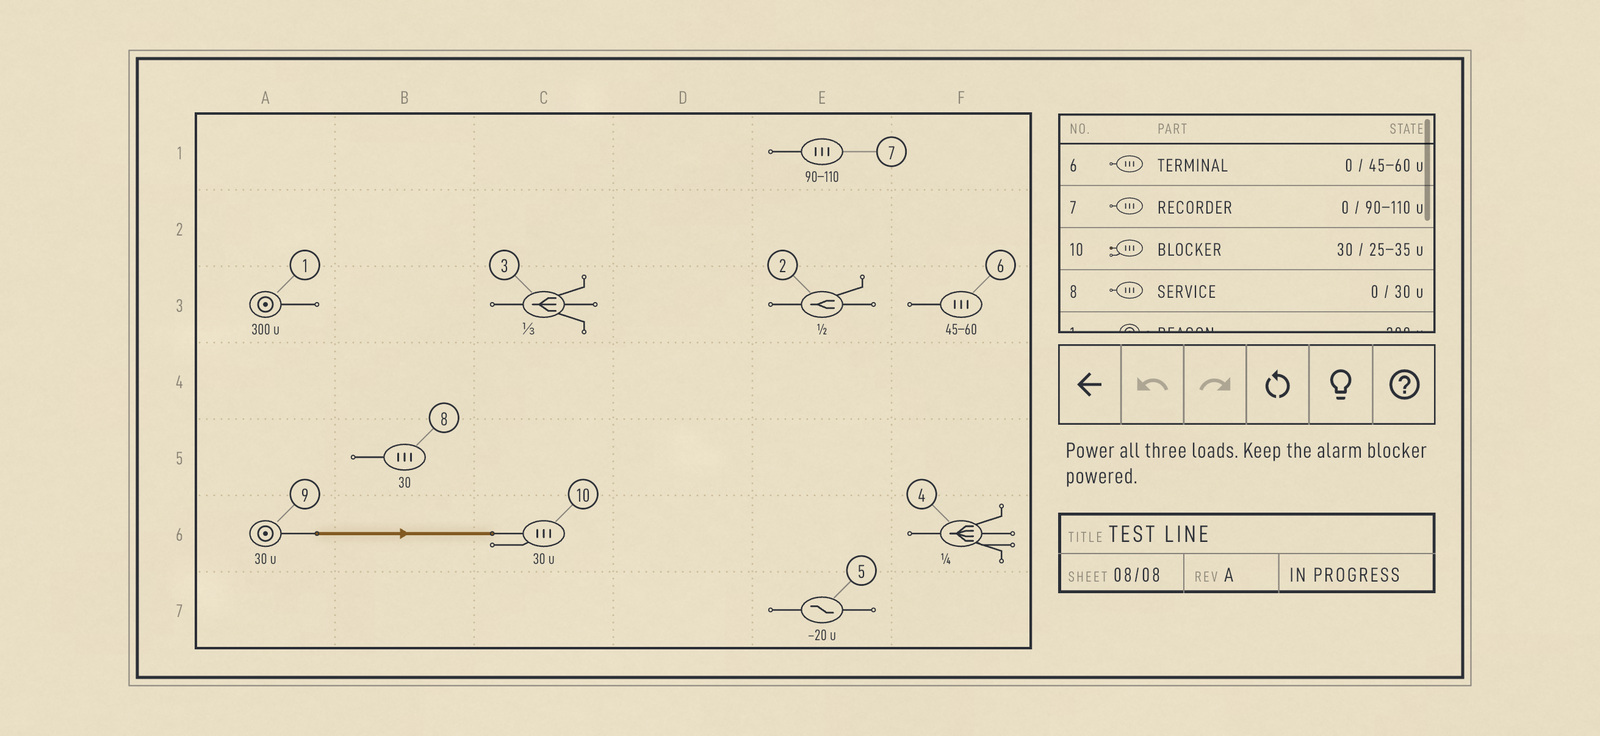 A B C D E F
1
2
3
4
5
6
7
7
90–110
1
300 u
3
⅓
2
½
6
45–60
8
30
9
30 u
10
30 u
4
¼
5
−20 u
NO. PART STATE
6 TERMINAL 0 / 45–60 u
7 RECORDER 0 / 90–110 u
10 BLOCKER 30 / 25–35 u
8 SERVICE 0 / 30 u
1 BEACON 300 u
Power all three loads. Keep the alarm blocker
powered.
TITLE TEST LINE
SHEET 08/08 REV A IN PROGRESS